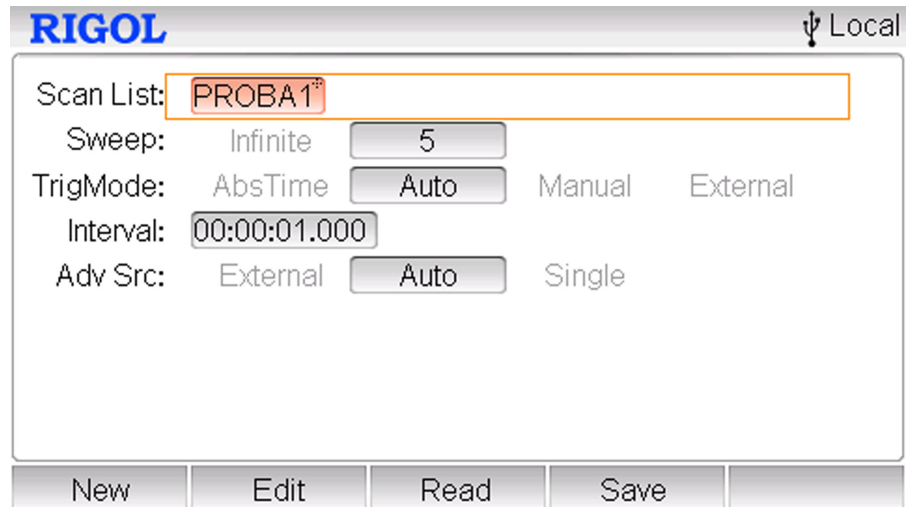 RIGOL Local
Scan List: PROBA1
Sweep: Infinite 5
TrigMode: AbsTime Auto Manual External
Interval: 00:00:01.000
Adv Src: External Auto Single
New Edit Read Save